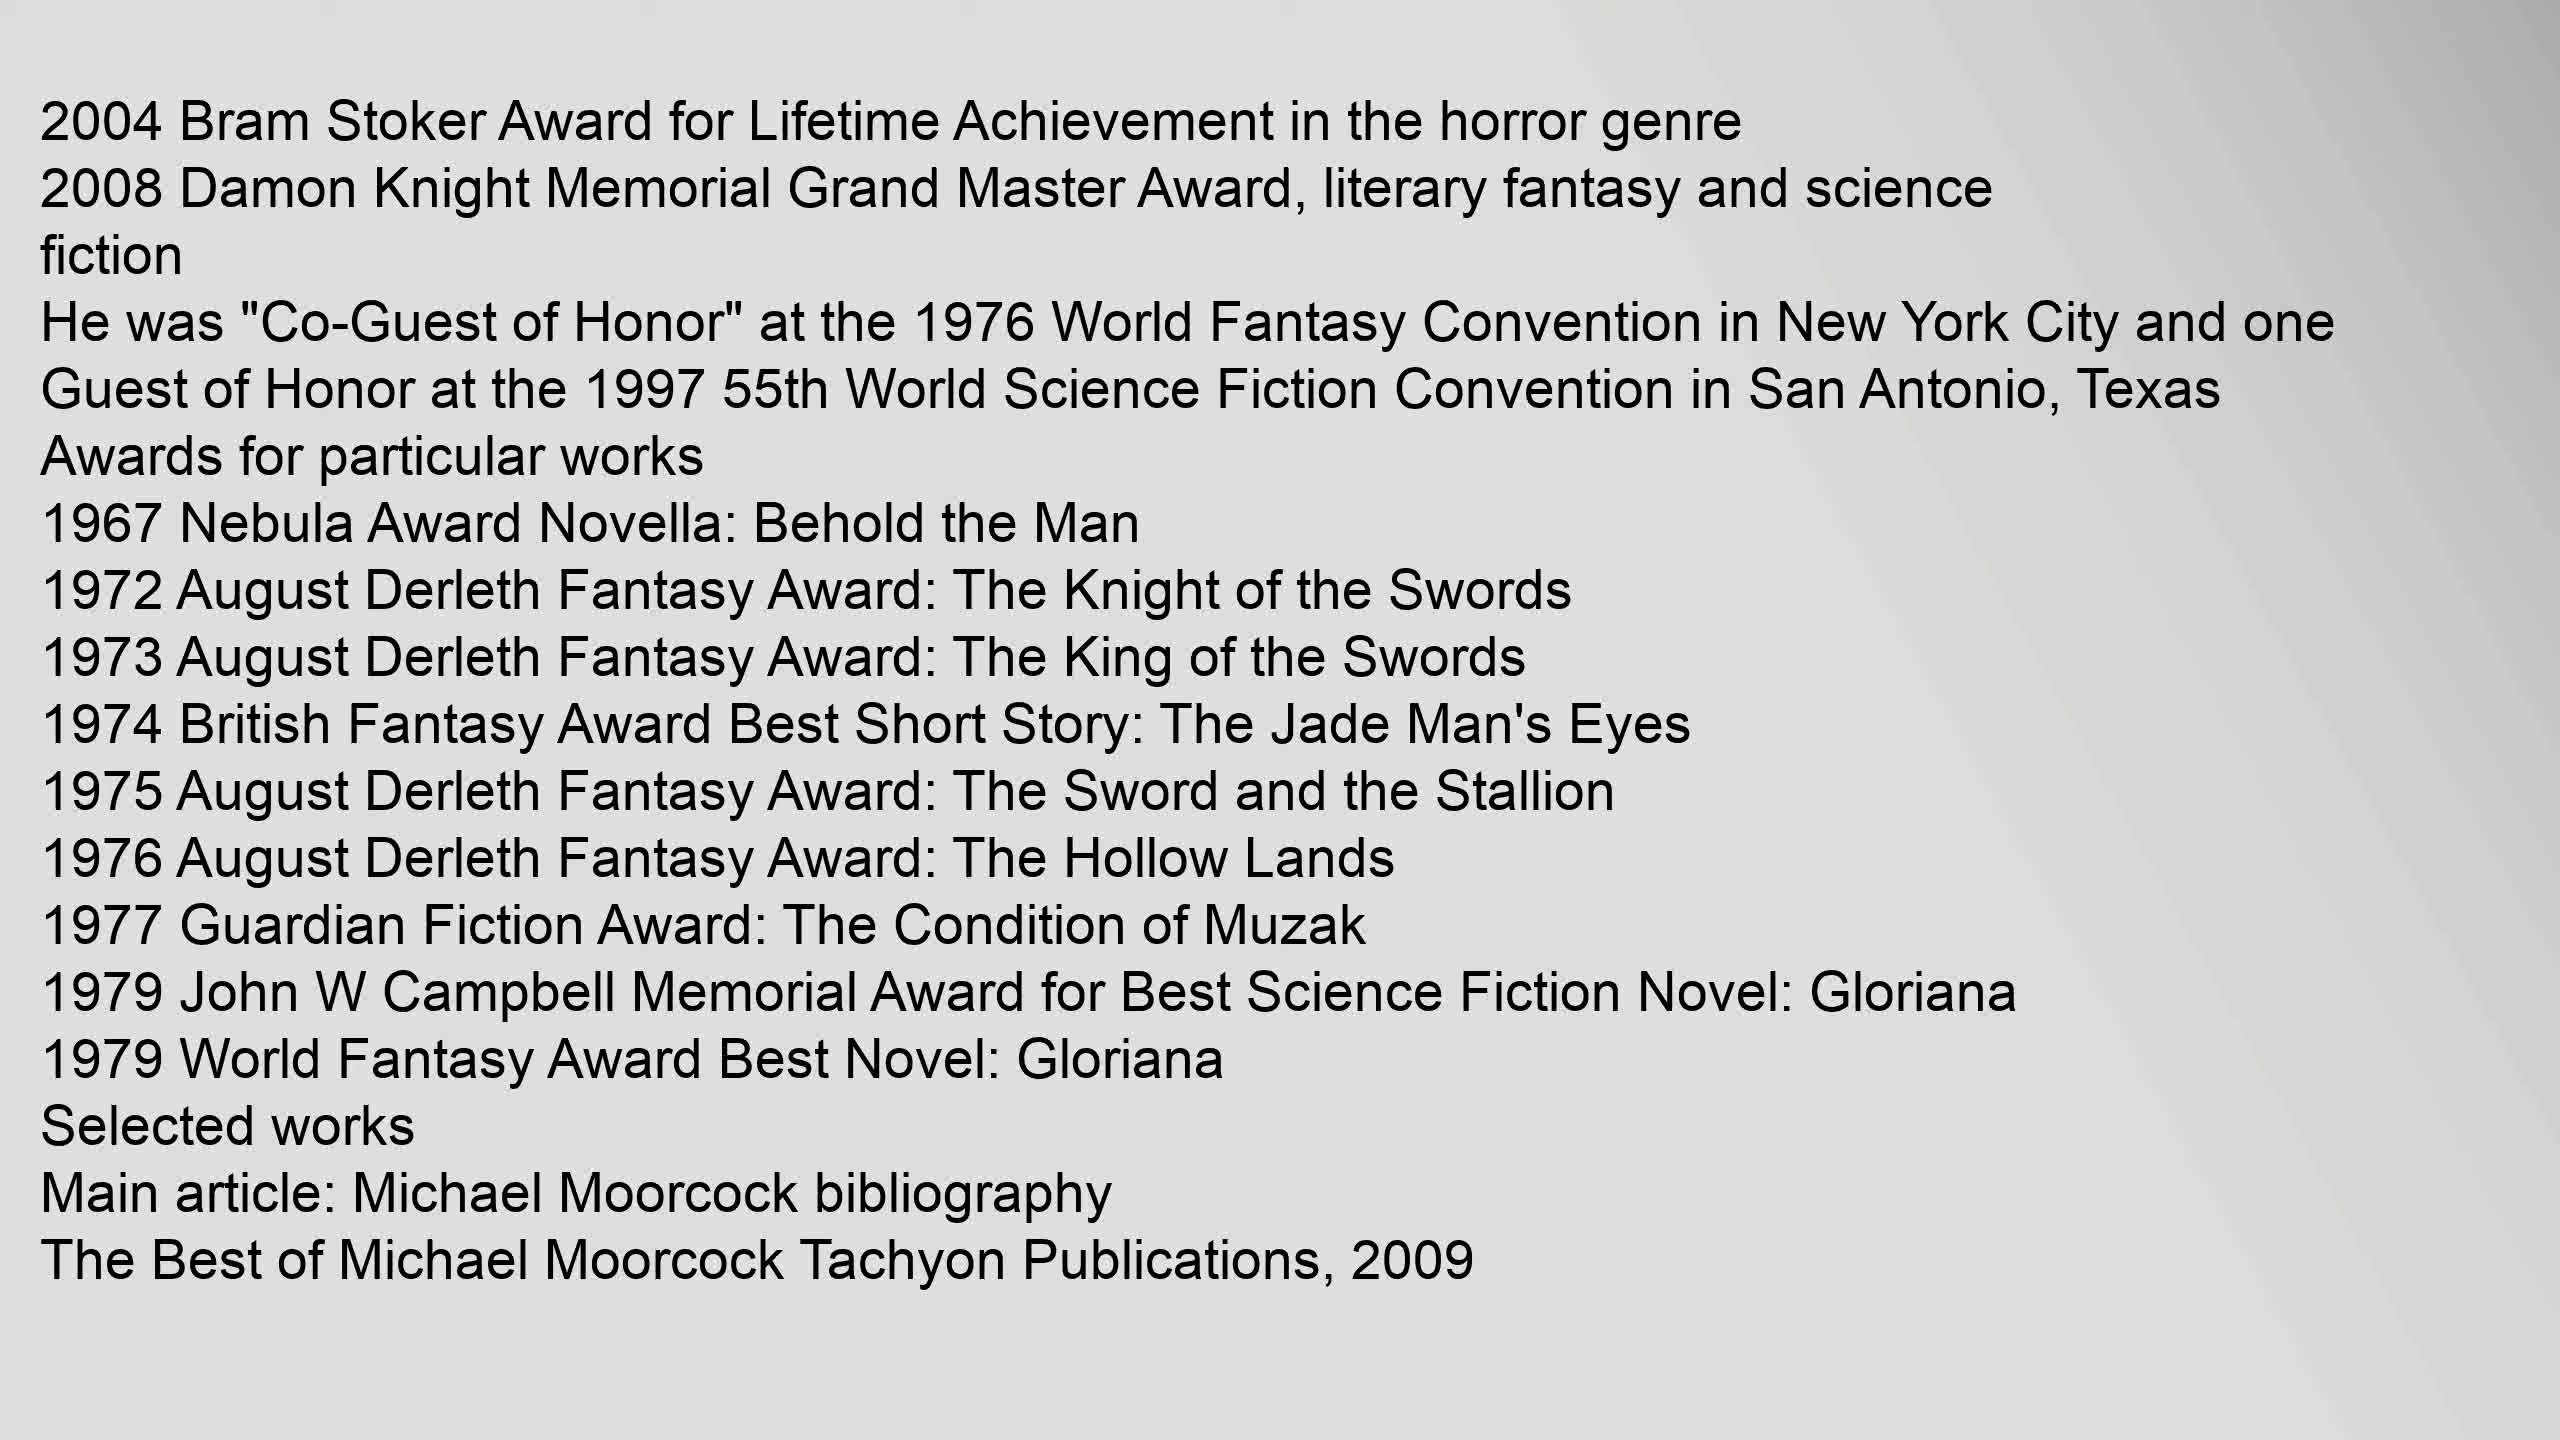 2004 Bram Stoker Award for Lifetime Achievement in the horror genre
2008 Damon Knight Memorial Grand Master Award, literary fantasy and science
fiction
He was "Co-Guest of Honor" at the 1976 World Fantasy Convention in New York City and one
Guest of Honor at the 1997 55th World Science Fiction Convention in San Antonio, Texas
Awards for particular works
1967 Nebula Award Novella: Behold the Man
1972 August Derleth Fantasy Award: The Knight of the Swords
1973 August Derleth Fantasy Award: The King of the Swords
1974 British Fantasy Award Best Short Story: The Jade Man's Eyes
1975 August Derleth Fantasy Award: The Sword and the Stallion
1976 August Derleth Fantasy Award: The Hollow Lands
1977 Guardian Fiction Award: The Condition of Muzak
1979 John W Campbell Memorial Award for Best Science Fiction Novel: Gloriana
1979 World Fantasy Award Best Novel: Gloriana
Selected works
Main article: Michael Moorcock bibliography
The Best of Michael Moorcock Tachyon Publications, 2009